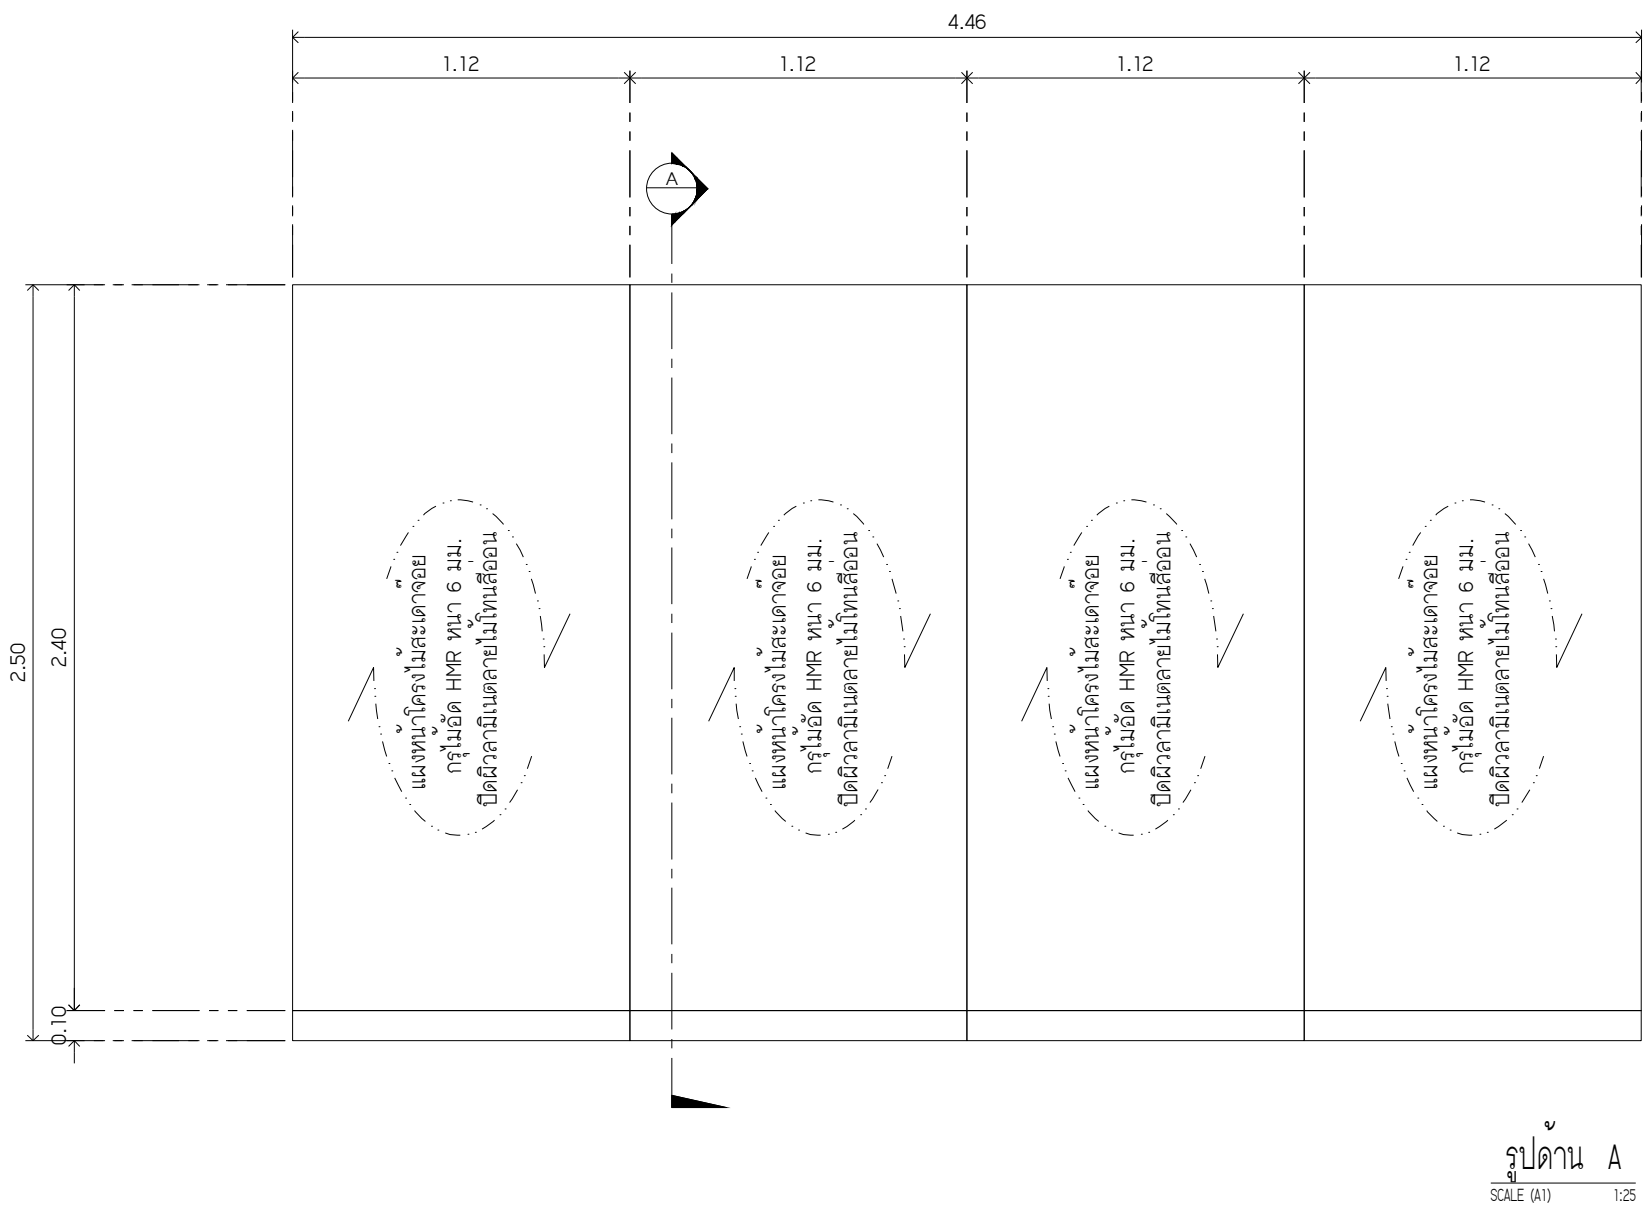 4.46
1.12 1.12 1.12 1.12
A
2.50
2.40
0.10
แผงหน้าโครงไม้สะเดาจ๊อย
กรุไม้อัด HMR หนา 6 มม.
ปิดผิวลามิเนตลายไม้โทนสีอ่อน
แผงหน้าโครงไม้สะเดาจ๊อย
กรุไม้อัด HMR หนา 6 มม.
ปิดผิวลามิเนตลายไม้โทนสีอ่อน
แผงหน้าโครงไม้สะเดาจ๊อย
กรุไม้อัด HMR หนา 6 มม.
ปิดผิวลามิเนตลายไม้โทนสีอ่อน
แผงหน้าโครงไม้สะเดาจ๊อย
กรุไม้อัด HMR หนา 6 มม.
ปิดผิวลามิเนตลายไม้โทนสีอ่อน
รูปด้าน A
SCALE (A1) 1:25